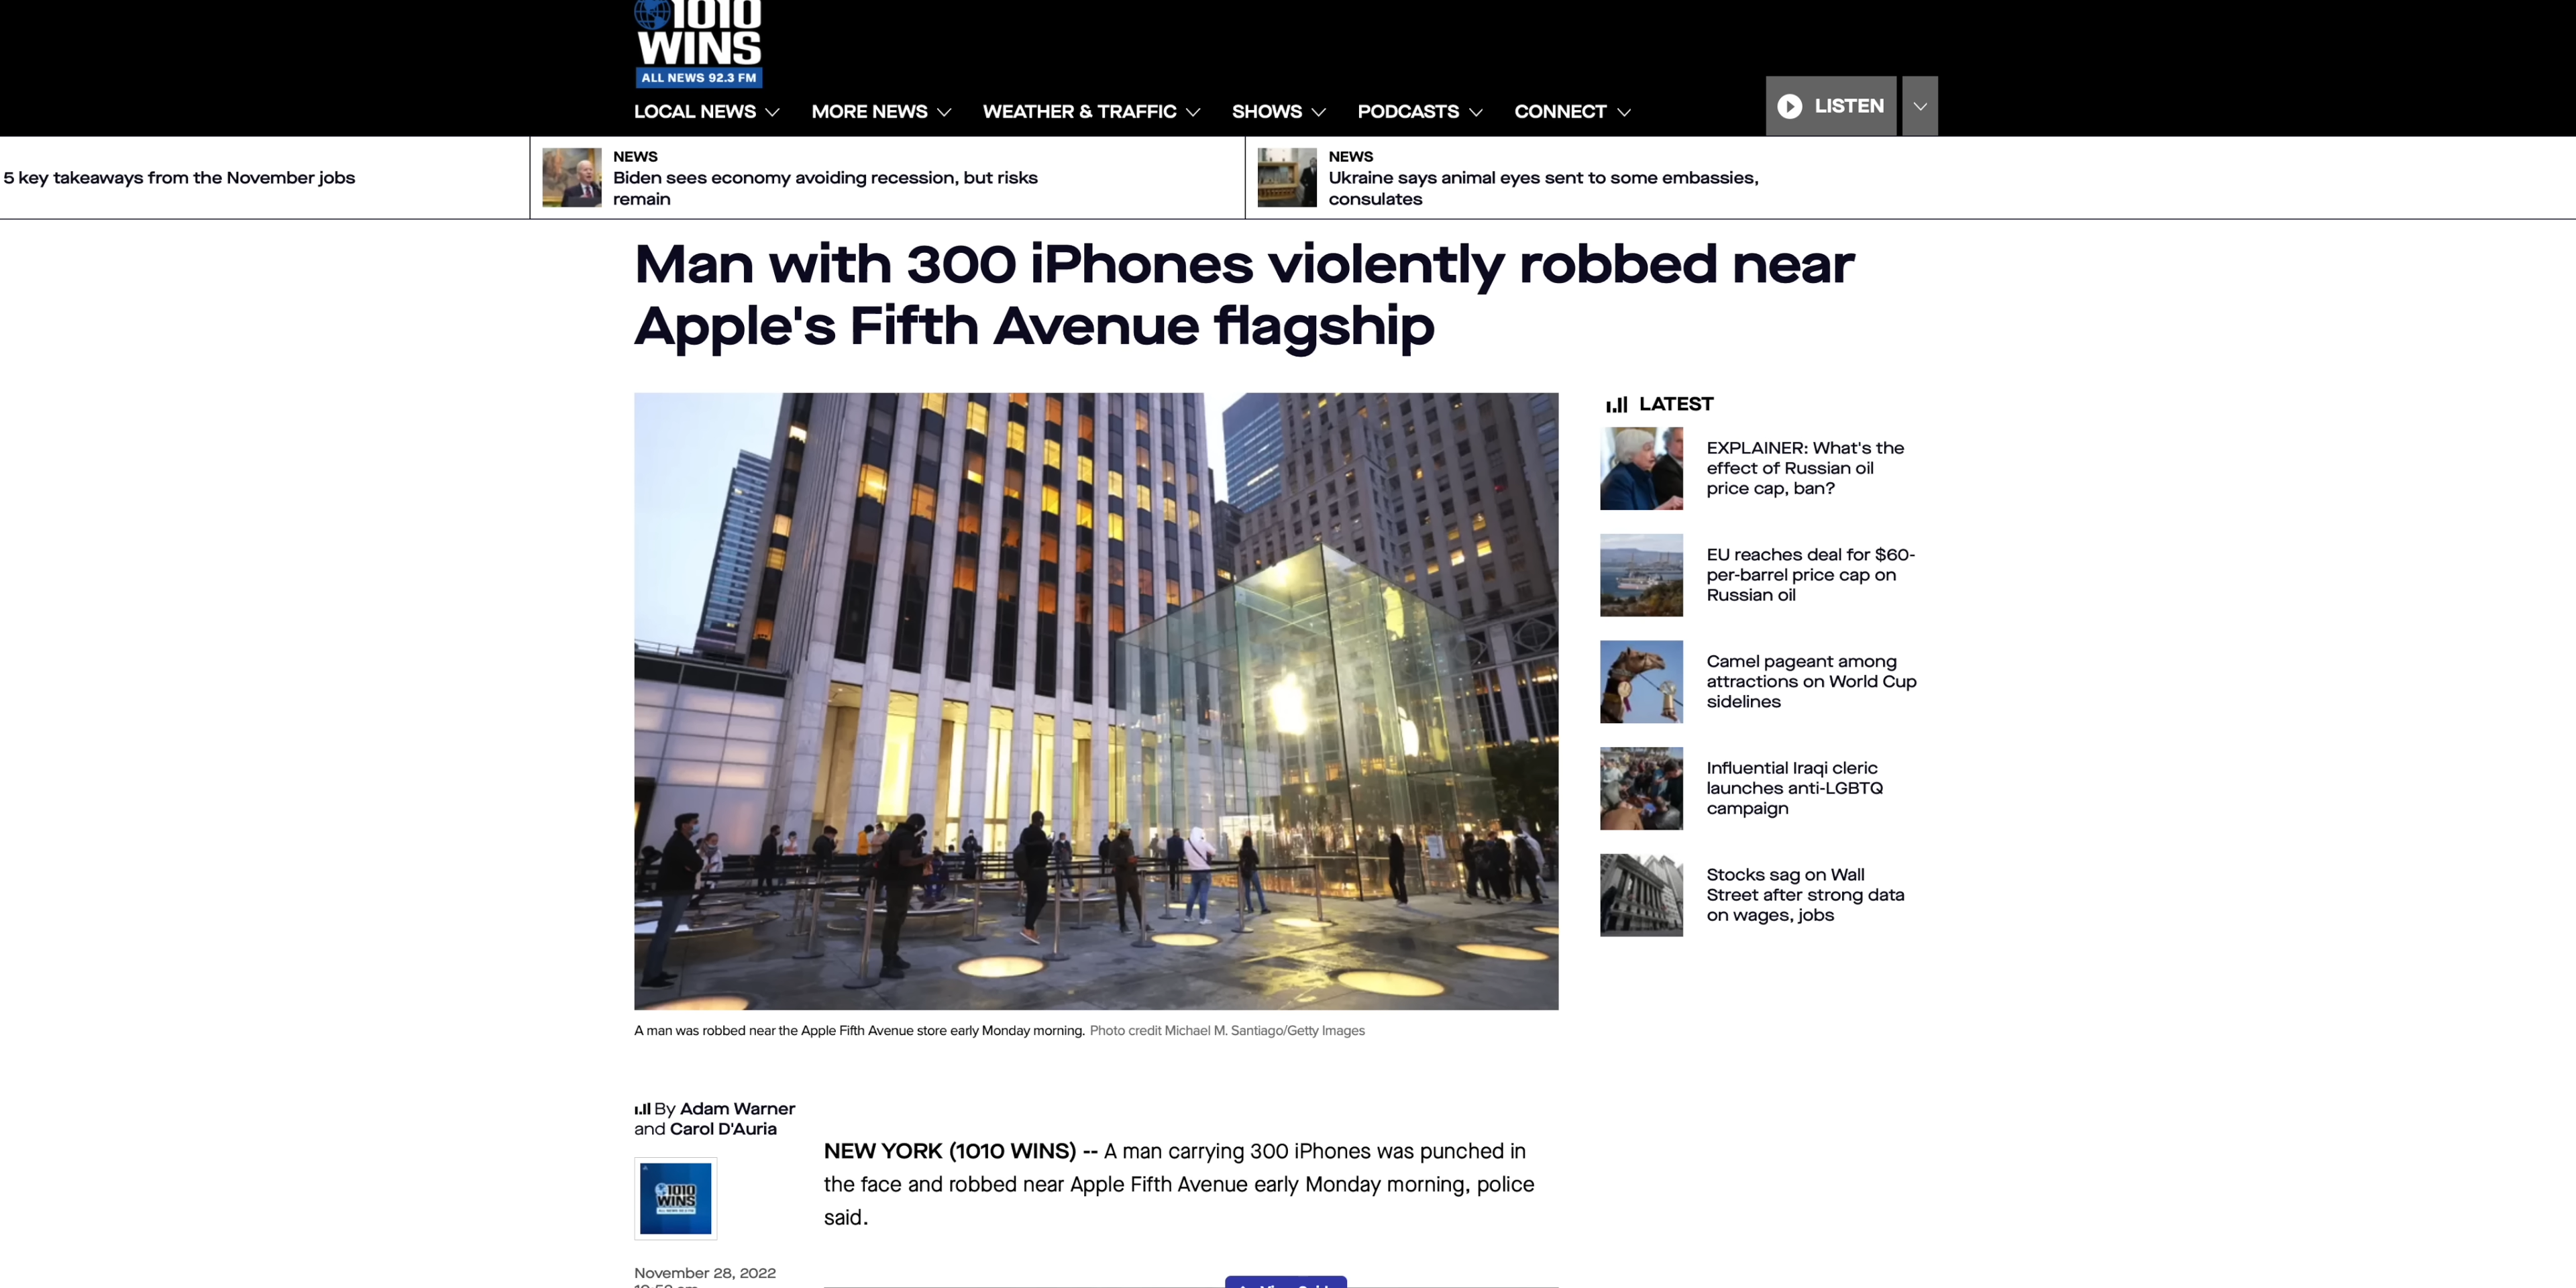 1010
WINS
ALL NEWS 92.3 FM
LOCAL NEWS
MORE NEWS
WEATHER & TRAFFIC
SHOWS
PODCASTS
CONNECT
LISTEN
5 key takeaways from the November jobs
NEWS
Biden sees economy avoiding recession, but risks
remain
NEWS
Ukraine says animal eyes sent to some embassies,
consulates
Man with 300 iPhones violently robbed near
Apple's Fifth Avenue flagship
LATEST
EXPLAINER: What's the
effect of Russian oil
price cap, ban?
EU reaches deal for $60-
per-barrel price cap on
Russian oil
Camel pageant among
attractions on World Cup
sidelines
Influential Iraqi cleric
launches anti-LGBTQ
campaign
Stocks sag on Wall
Street after strong data
on wages, jobs
A man was robbed near the Apple Fifth Avenue store early Monday morning. Photo credit Michael M. Santiago/Getty Images
By Adam Warner
and Carol D'Auria
1010
WINS
ALL NEWS 92.3 FM
NEW YORK (1010 WINS) -- A man carrying 300 iPhones was punched in
the face and robbed near Apple Fifth Avenue early Monday morning, police
said.
November 28, 2022